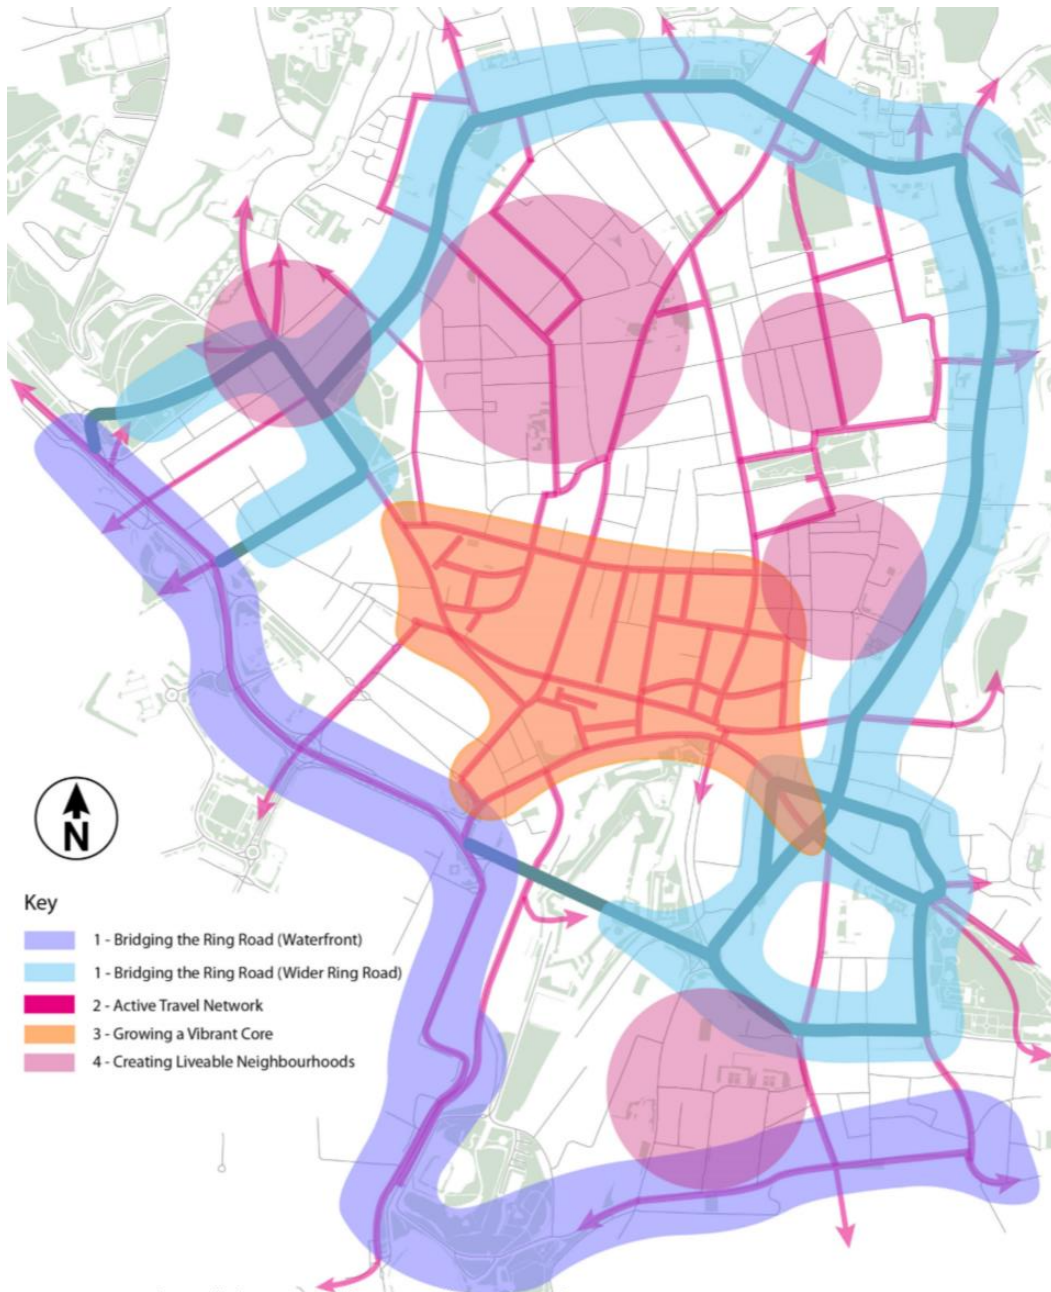 N
Key
1 - Bridging the Ring Road (Waterfront)
1 - Bridging the Ring Road (Wider Ring Road)
2 - Active Travel Network
3 - Growing a Vibrant Core
4 - Creating Liveable Neighbourhoods